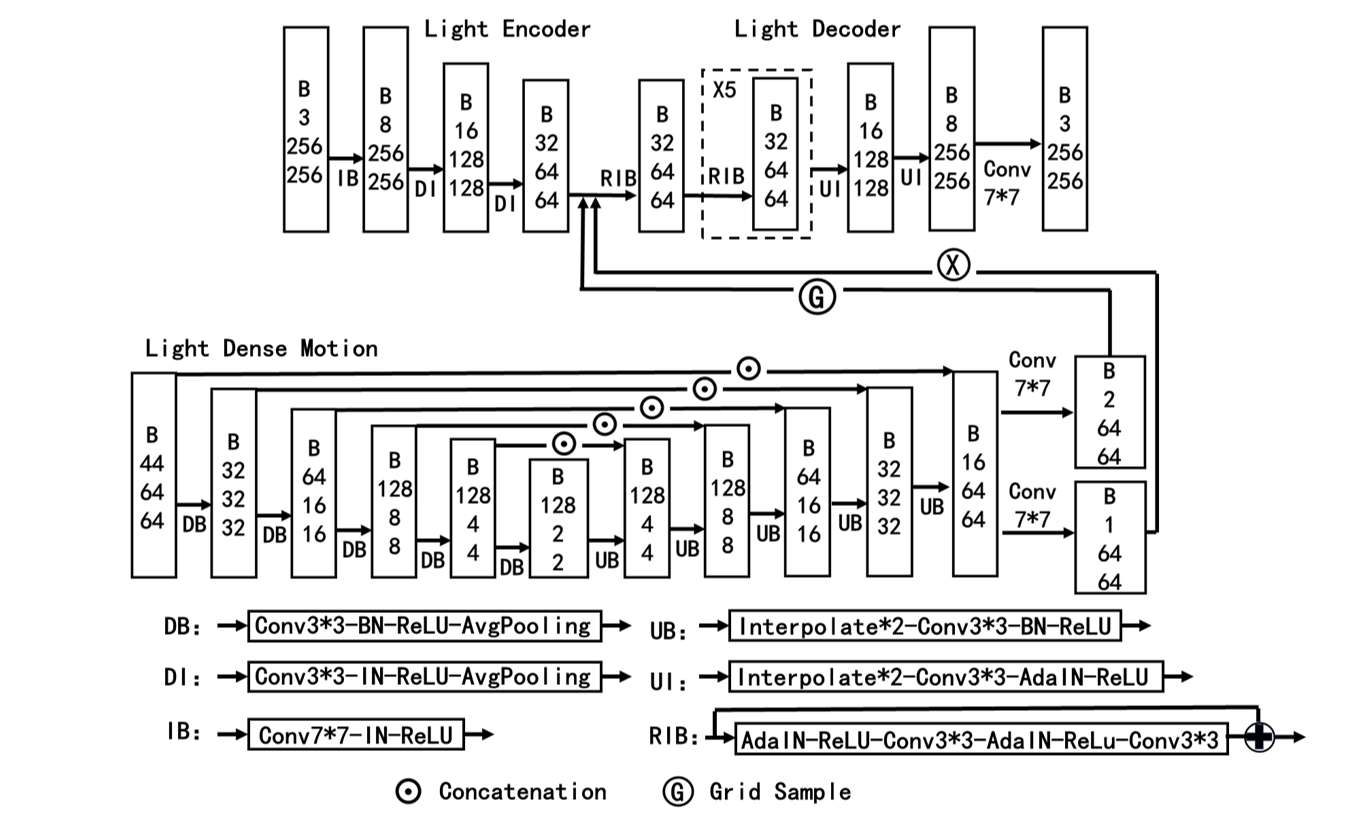 Light Encoder
Light Decoder
B
3
256
256
IB
B
8
256
256
DI
B
16
128
128
DI
B
32
64
64
RIB
B
32
64
64
RIB
X5
B
32
64
64
UI
B
16
128
128
UI
B
8
256
256
Conv
7*7
B
3
256
256
X
G
Light Dense Motion
B
44
64
64
DB
B
32
32
32
DB
B
64
16
16
DB
B
128
8
8
DB
B
128
4
4
DB
B
128
2
2
UB
B
128
4
4
UB
B
128
8
8
UB
B
64
16
16
UB
B
32
32
32
UB
B
16
64
64
Conv
7*7
B
2
64
64
Conv
7*7
B
1
64
64
DB: Conv3*3-BN-ReLU-AvgPooling
UB: Interpolate*2-Conv3*3-BN-ReLU
DI: Conv3*3-IN-ReLU-AvgPooling
UI: Interpolate*2-Conv3*3-AdaIN-ReLU
IB: Conv7*7-IN-ReLU
RIB: AdaIN-ReLU-Conv3*3-AdaIN-ReLu-Conv3*3
Concatenation
G Grid Sample